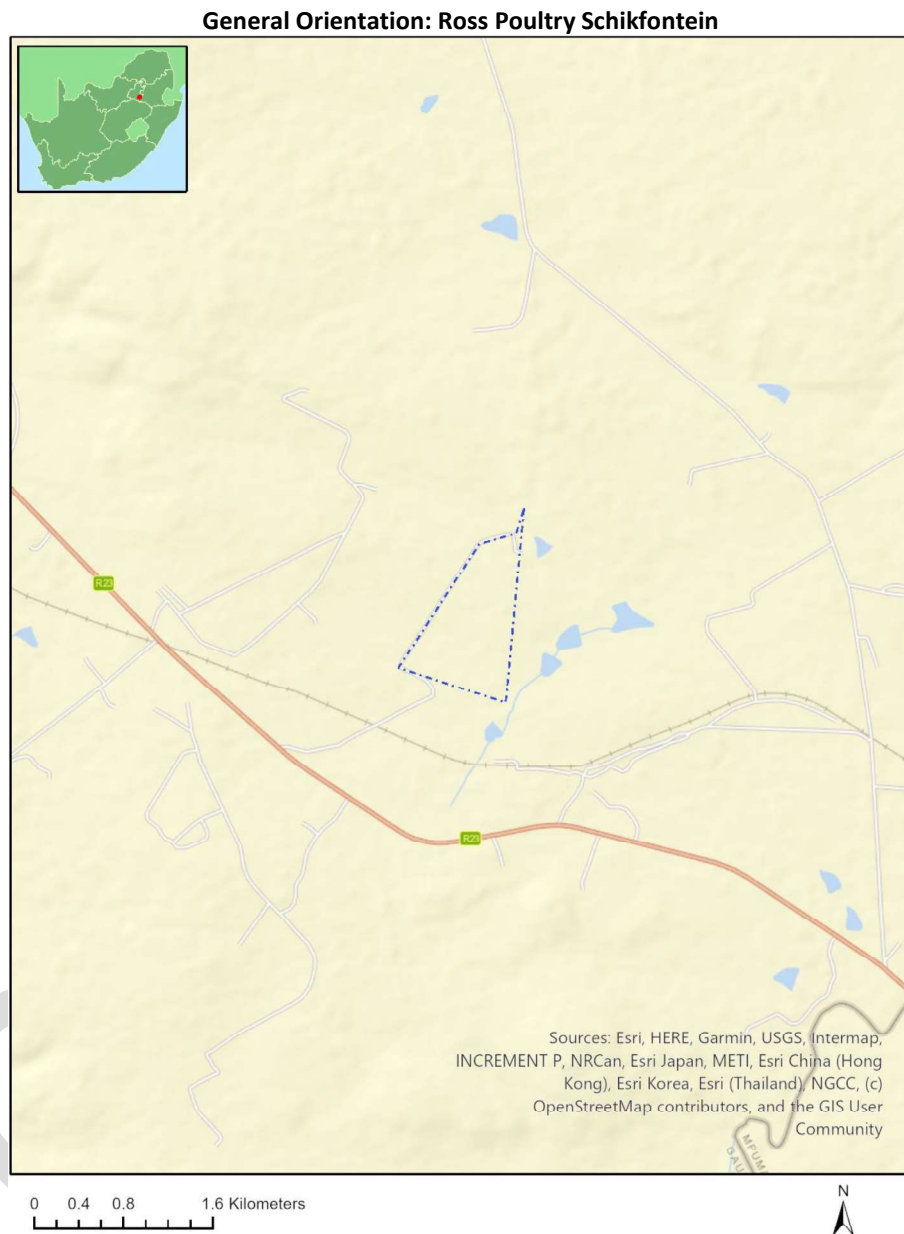 General Orientation: Ross Poultry Schikfontein
R23
R23
Sources: Esri, HERE, Garmin, USGS, Intermap,
INCREMENT P, NRCan, Esri Japan, METI, Esri China (Hong
Kong), Esri Korea, Esri (Thailand), NGCC, (c)
OpenStreetMap contributors, and the GIS User
Community
MPUMA
GAU
0 0.4 0.8 1.6 Kilometers
N